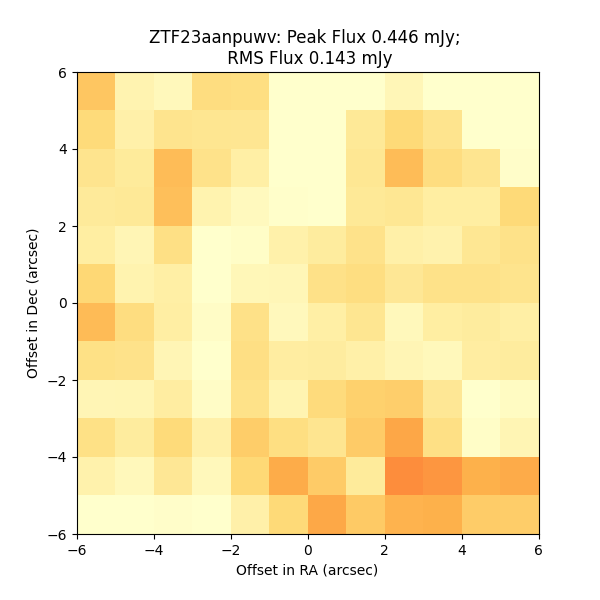 ZTF23aanpuwv: Peak Flux 0.446 mJy;
RMS Flux 0.143 mJy
6
4
2
0
−2
−4
−6
Offset in Dec (arcsec)
−6 −4 −2 0 2 4 6
Offset in RA (arcsec)